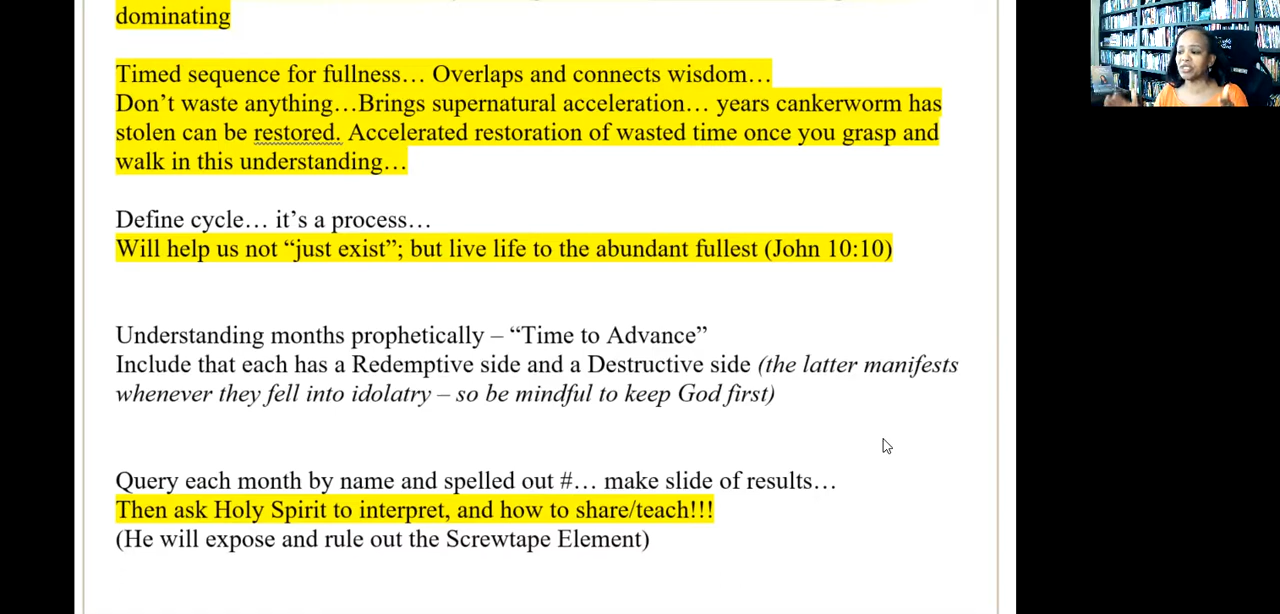 dominating
Timed sequence for fullness… Overlaps and connects wisdom…
Don’t waste anything…Brings supernatural acceleration… years cankerworm has
stolen can be restored. Accelerated restoration of wasted time once you grasp and
walk in this understanding…
Define cycle… it’s a process…
Will help us not “just exist”; but live life to the abundant fullest (John 10:10)
Understanding months prophetically – “Time to Advance”
Include that each has a Redemptive side and a Destructive side (the latter manifests
whenever they fell into idolatry – so be mindful to keep God first)
Query each month by name and spelled out #… make slide of results…
Then ask Holy Spirit to interpret, and how to share/teach!!!
(He will expose and rule out the Screwtape Element)